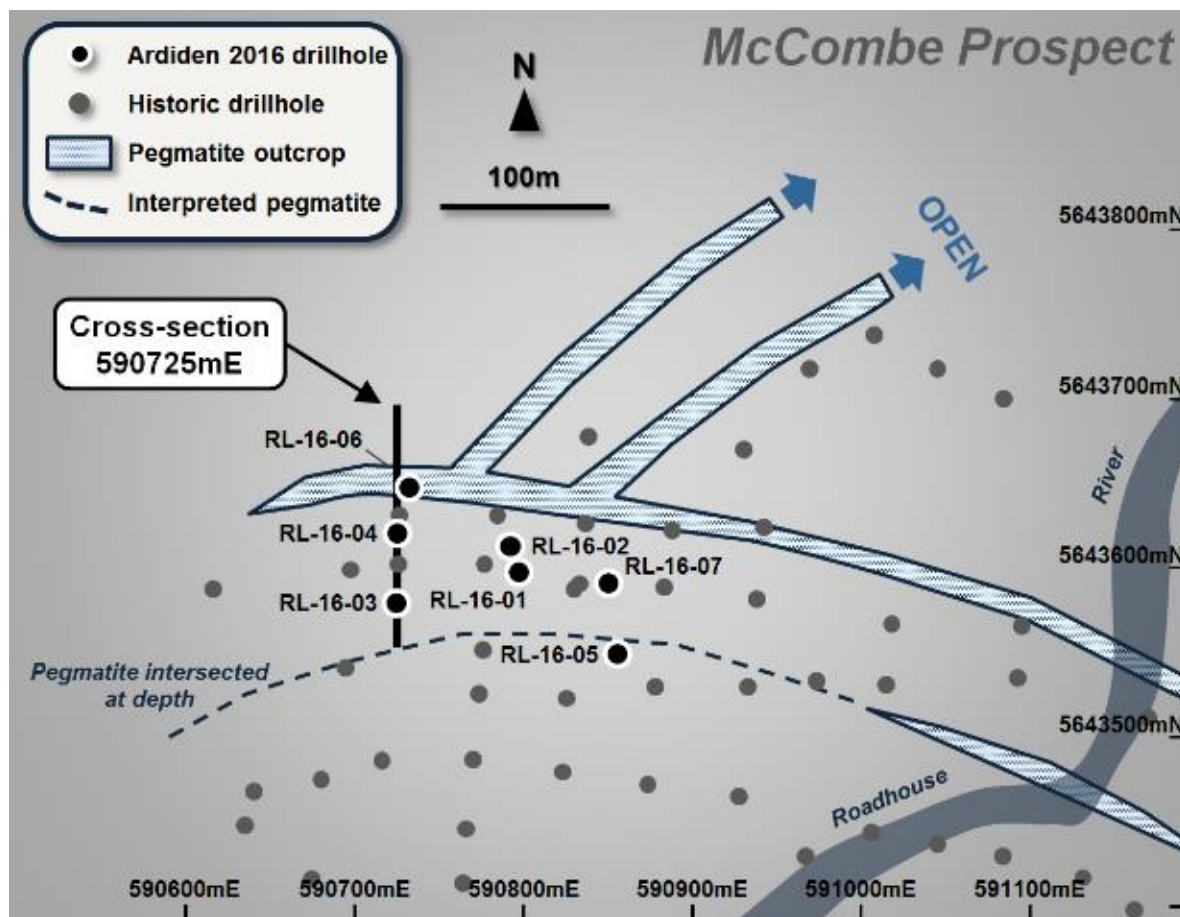 McCombe Prospect
Ardiden 2016 drillhole
Historic drillhole
Pegmatite outcrop
Interpreted pegmatite
N
100m
OPEN
5643800mN
Cross-section
590725mE
5643700mN
RL-16-06
River
RL-16-04
RL-16-02
RL-16-07
5643600mN
RL-16-03
RL-16-01
RL-16-05
Pegmatite intersected
at depth
5643500mN
Roadhouse
590600mE
590700mE
590800mE
590900mE
591000mE
591100mE